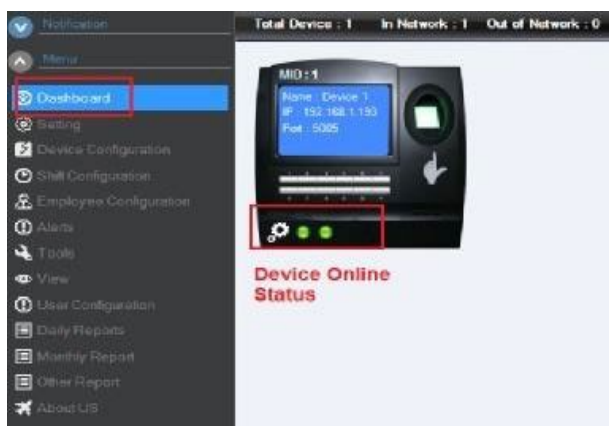 Notification
Menu
Dashboard
Setting
Device Configuration
Shift Configuration
Employee Configuration
Alerts
Tools
View
User Configuration
Daily Reports
Monthly Report
Other Report
About US
Total Device : 1 In Network : 1 Out of Network : 0
MID : 1
Name : Device 1
IP : 192.168.1.193
Port : 5005
Device Online
Status